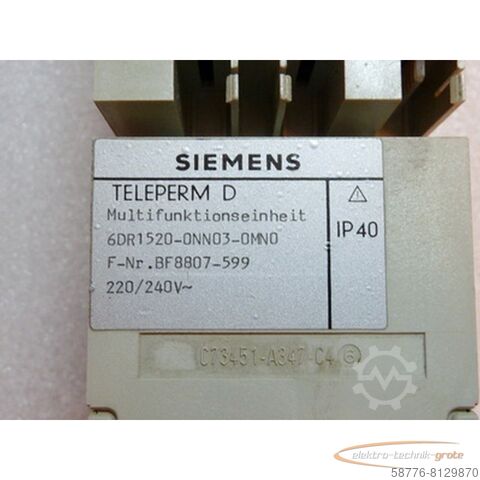 SIEMENS
TELEPERM D
Multifunktionseinheit
6DR1520-0NN03-0MN0
F-Nr.BF8807-599
220/240V~
IP40
C73451-A347-C4 6
elektro-technik-grote
58776-8129870